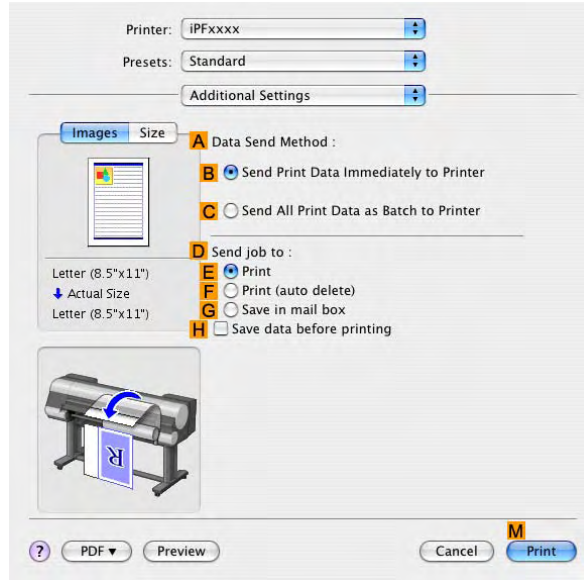 Printer: iPFxxxx
Presets: Standard
Additional Settings
Images Size
A Data Send Method :
B Send Print Data Immediately to Printer
C Send All Print Data as Batch to Printer
Letter (8.5"x11")
Actual Size
Letter (8.5"x11")
D Send job to :
E Print
F Print (auto delete)
G Save in mail box
H Save data before printing
R
M
? PDF Preview Cancel Print